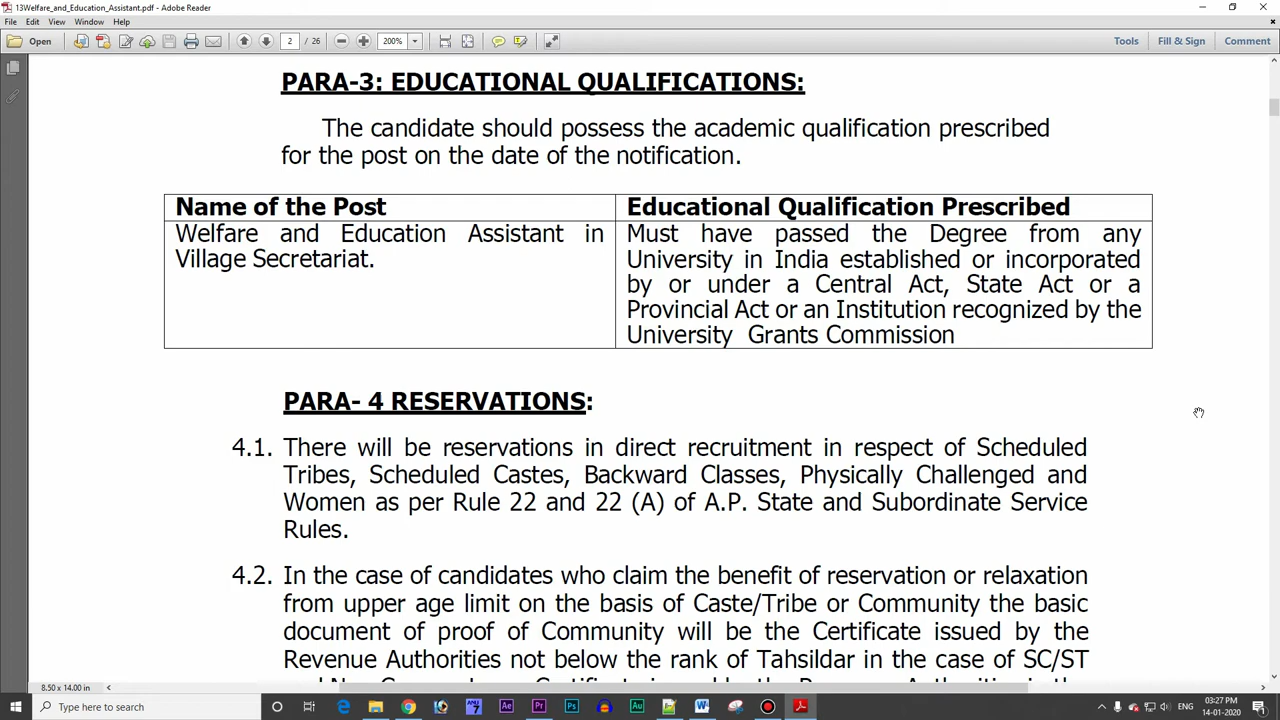 13Welfare_and_Education_Assistant.pdf - Adobe Reader
File Edit View Window Help
Open 2 / 26 200% Tools Fill & Sign Comment
PARA-3: EDUCATIONAL QUALIFICATIONS:
The candidate should possess the academic qualification prescribed
for the post on the date of the notification.
Name of the Post Educational Qualification Prescribed
Welfare and Education Assistant in Must have passed the Degree from any
Village Secretariat. University in India established or incorporated
by or under a Central Act, State Act or a
Provincial Act or an Institution recognized by the
University Grants Commission
PARA- 4 RESERVATIONS:
4.1. There will be reservations in direct recruitment in respect of Scheduled
Tribes, Scheduled Castes, Backward Classes, Physically Challenged and
Women as per Rule 22 and 22 (A) of A.P. State and Subordinate Service
Rules.
4.2. In the case of candidates who claim the benefit of reservation or relaxation
from upper age limit on the basis of Caste/Tribe or Community the basic
document of proof of Community will be the Certificate issued by the
Revenue Authorities not below the rank of Tahsildar in the case of SC/ST
8.50 x 14.00 in
Type here to search
03:27 PM
14-01-2020